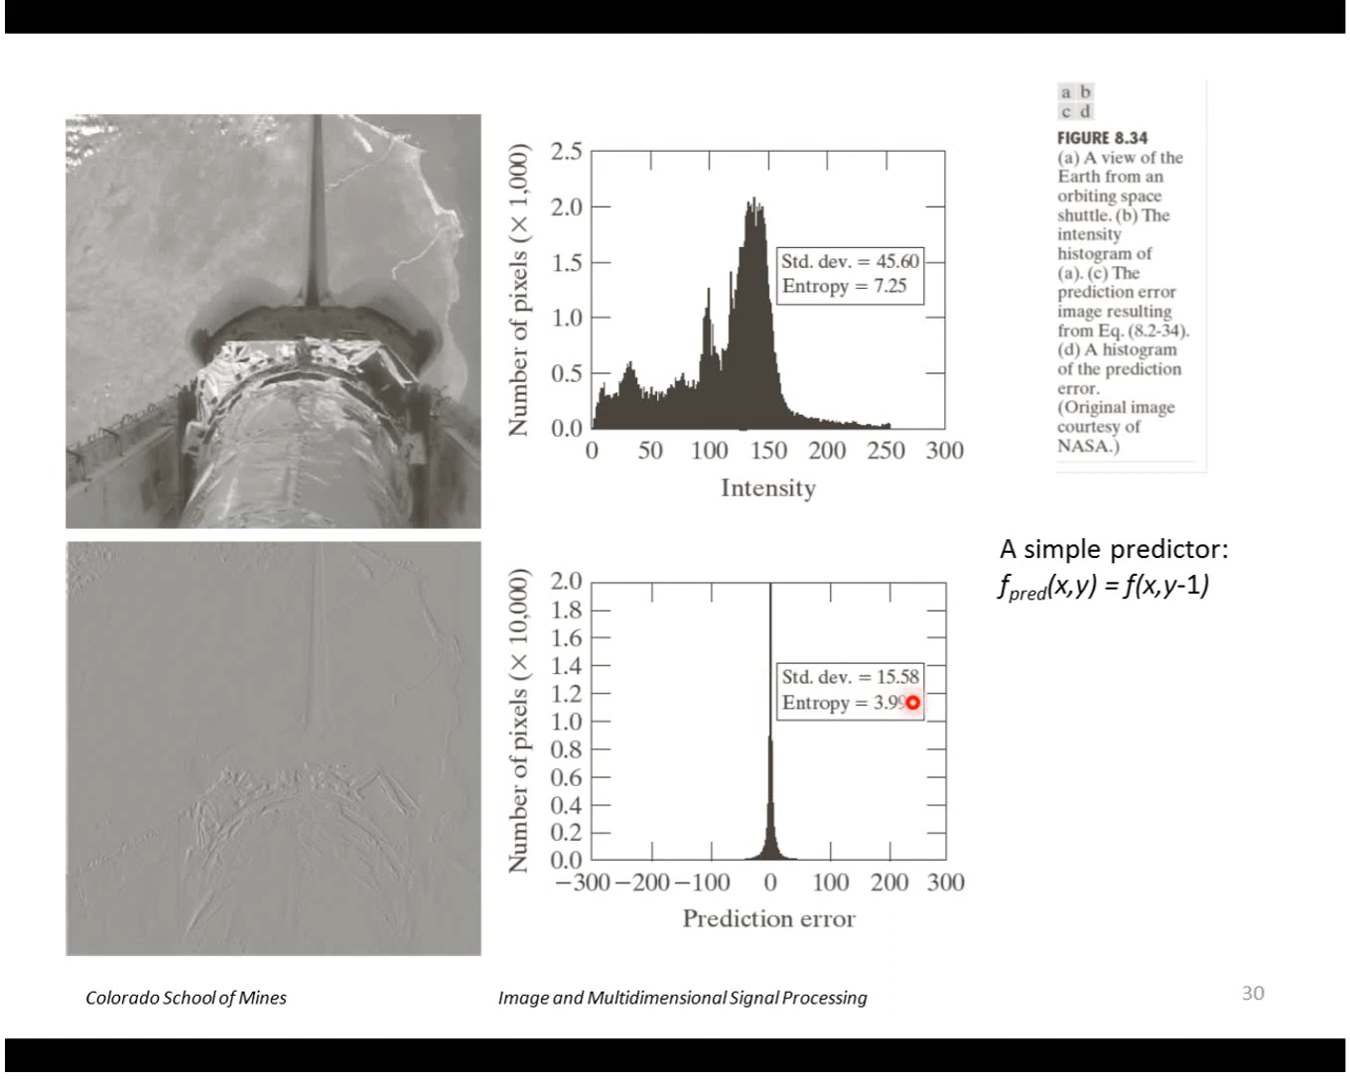 2.5
2.0
1.5
1.0
0.5
0.0
Number of pixels (× 1,000)
Std. dev. = 45.60
Entropy = 7.25
0 50 100 150 200 250 300
Intensity
a b
c d
FIGURE 8.34
(a) A view of the
Earth from an
orbiting space
shuttle. (b) The
intensity
histogram of
(a). (c) The
prediction error
image resulting
from Eq. (8.2-34).
(d) A histogram
of the prediction
error.
(Original image
courtesy of
NASA.)
A simple predictor:
fpred(x,y) = f(x,y-1)
2.0
1.8
1.6
1.4
1.2
1.0
0.8
0.6
0.4
0.2
0.0
Number of pixels (× 10,000)
Std. dev. = 15.58
Entropy = 3.99
−300 −200 −100 0 100 200 300
Prediction error
Colorado School of Mines
Image and Multidimensional Signal Processing
30